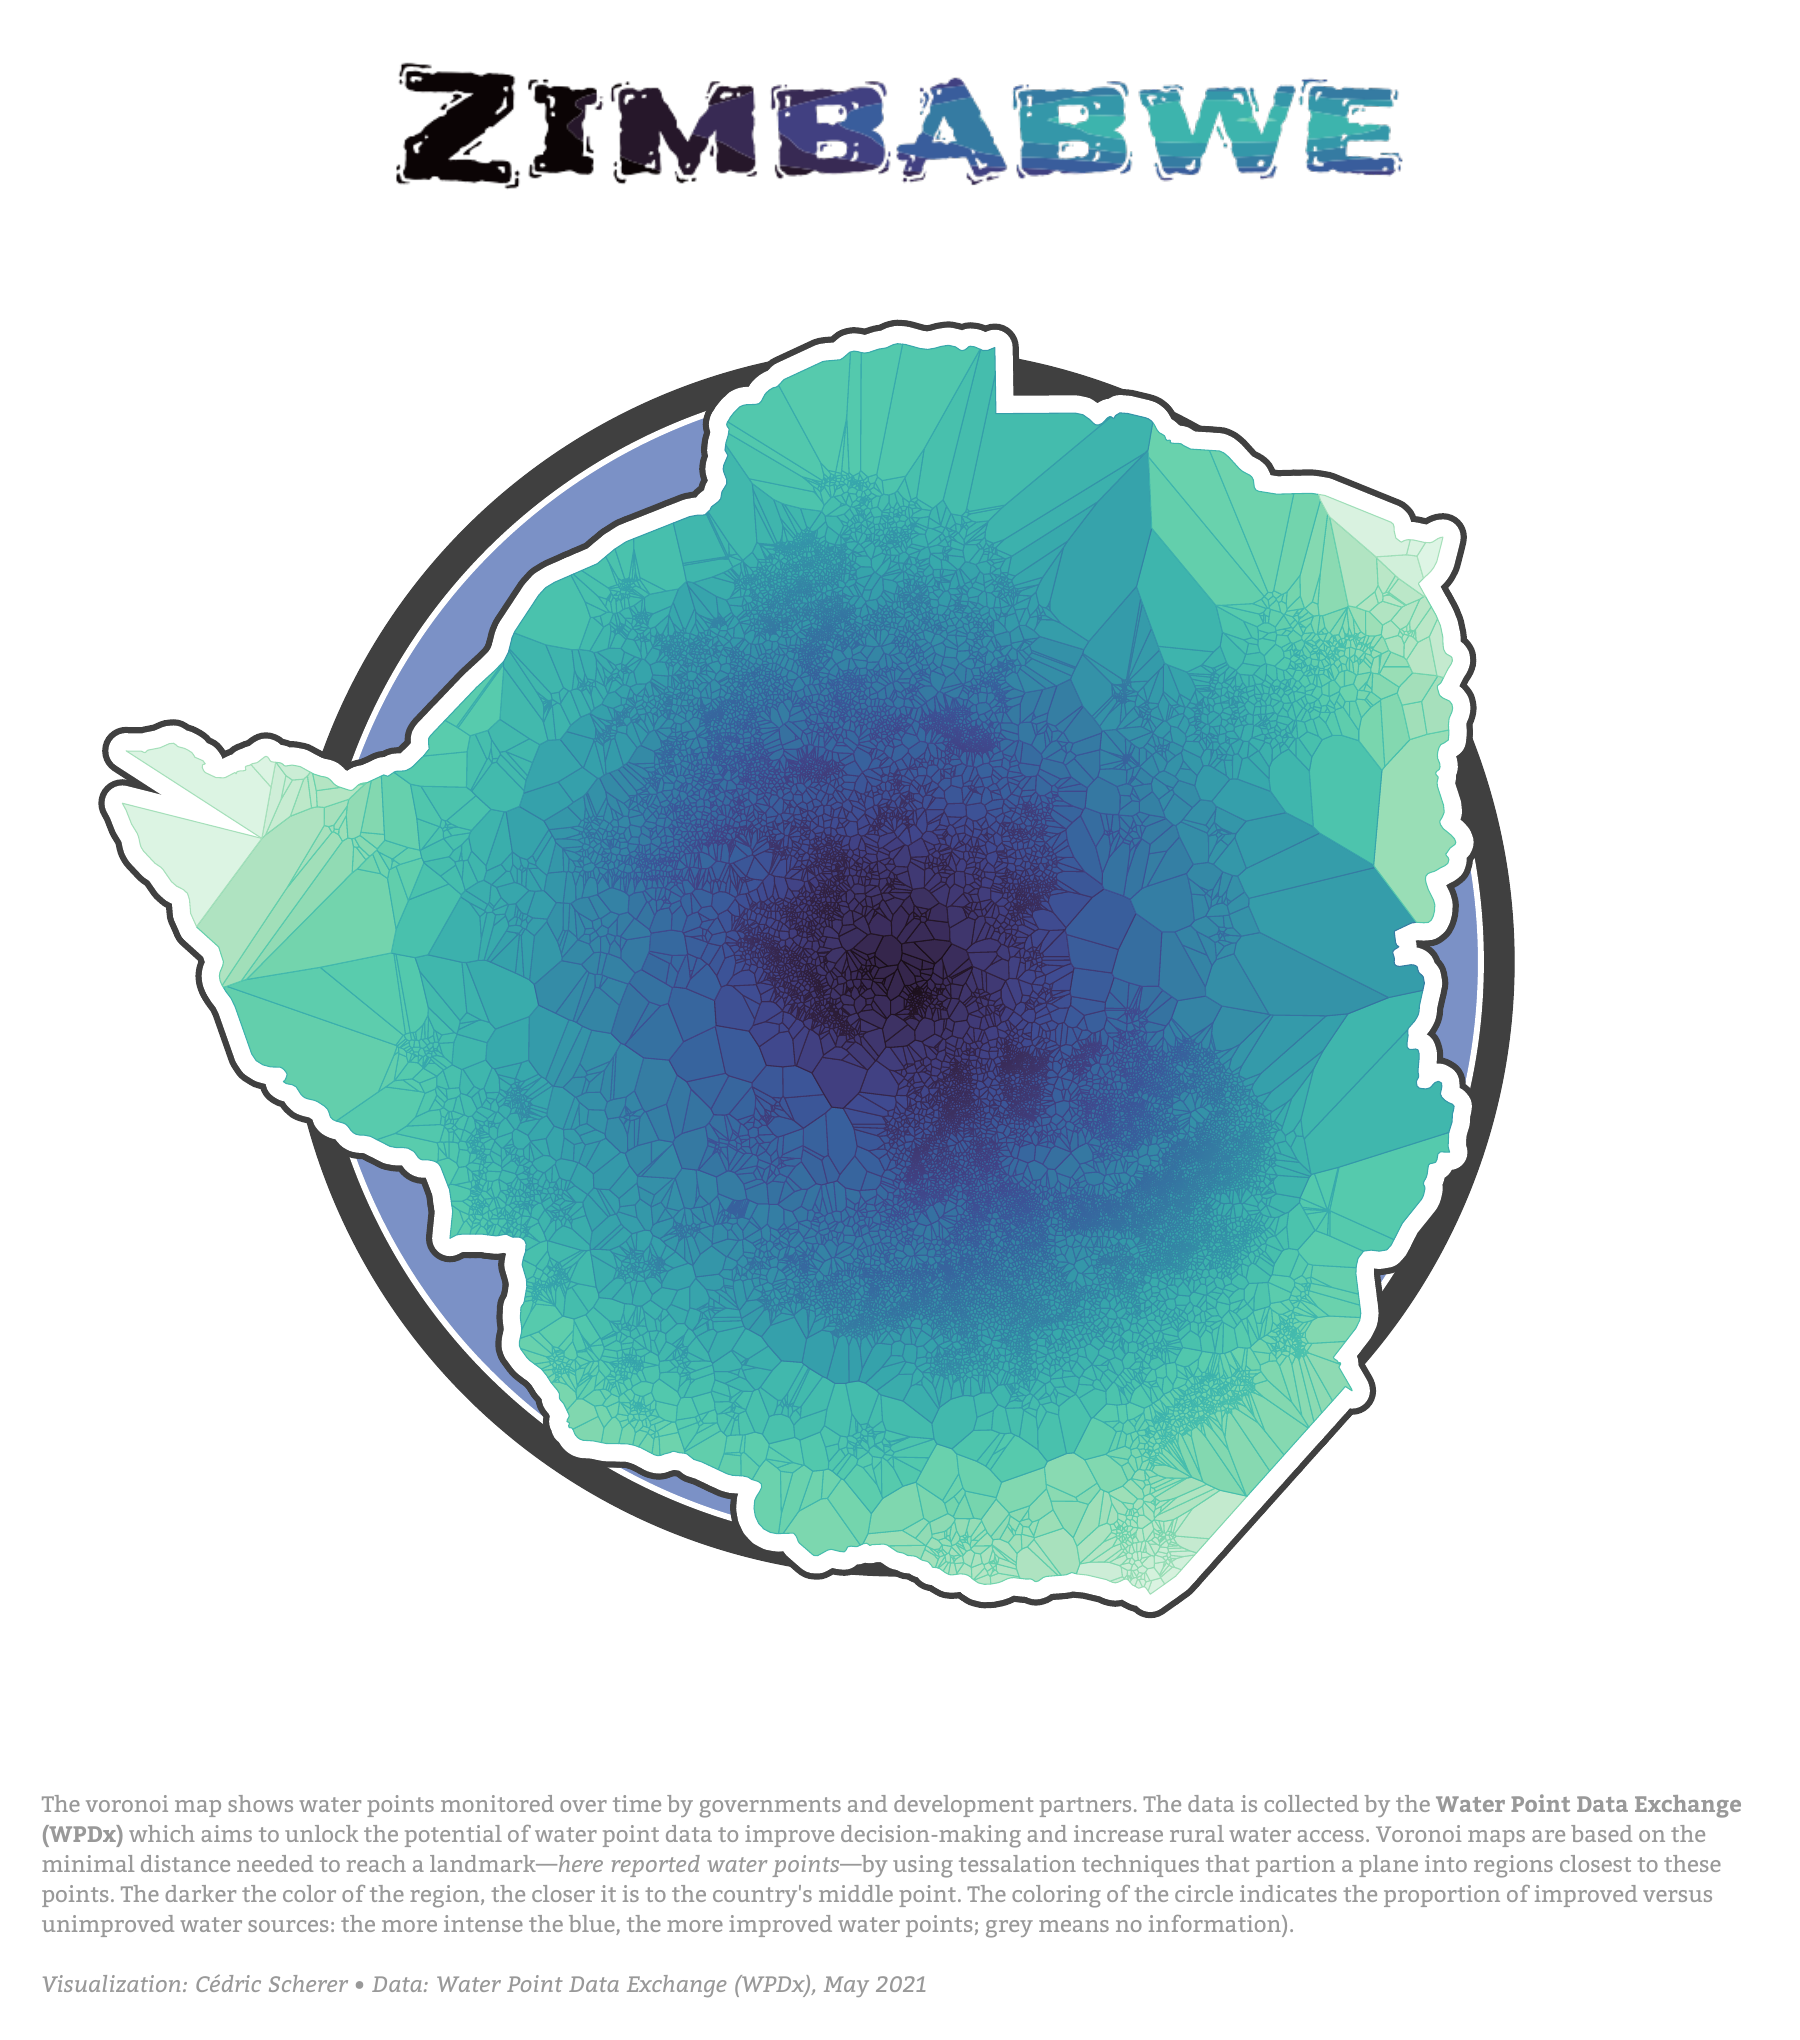 ZIMBABWE
The voronoi map shows water points monitored over time by governments and development partners. The data is collected by the Water Point Data Exchange
(WPDx) which aims to unlock the potential of water point data to improve decision-making and increase rural water access. Voronoi maps are based on the
minimal distance needed to reach a landmark—here reported water points—by using tessalation techniques that partion a plane into regions closest to these
points. The darker the color of the region, the closer it is to the country's middle point. The coloring of the circle indicates the proportion of improved versus
unimproved water sources: the more intense the blue, the more improved water points; grey means no information).
Visualization: Cédric Scherer • Data: Water Point Data Exchange (WPDx), May 2021